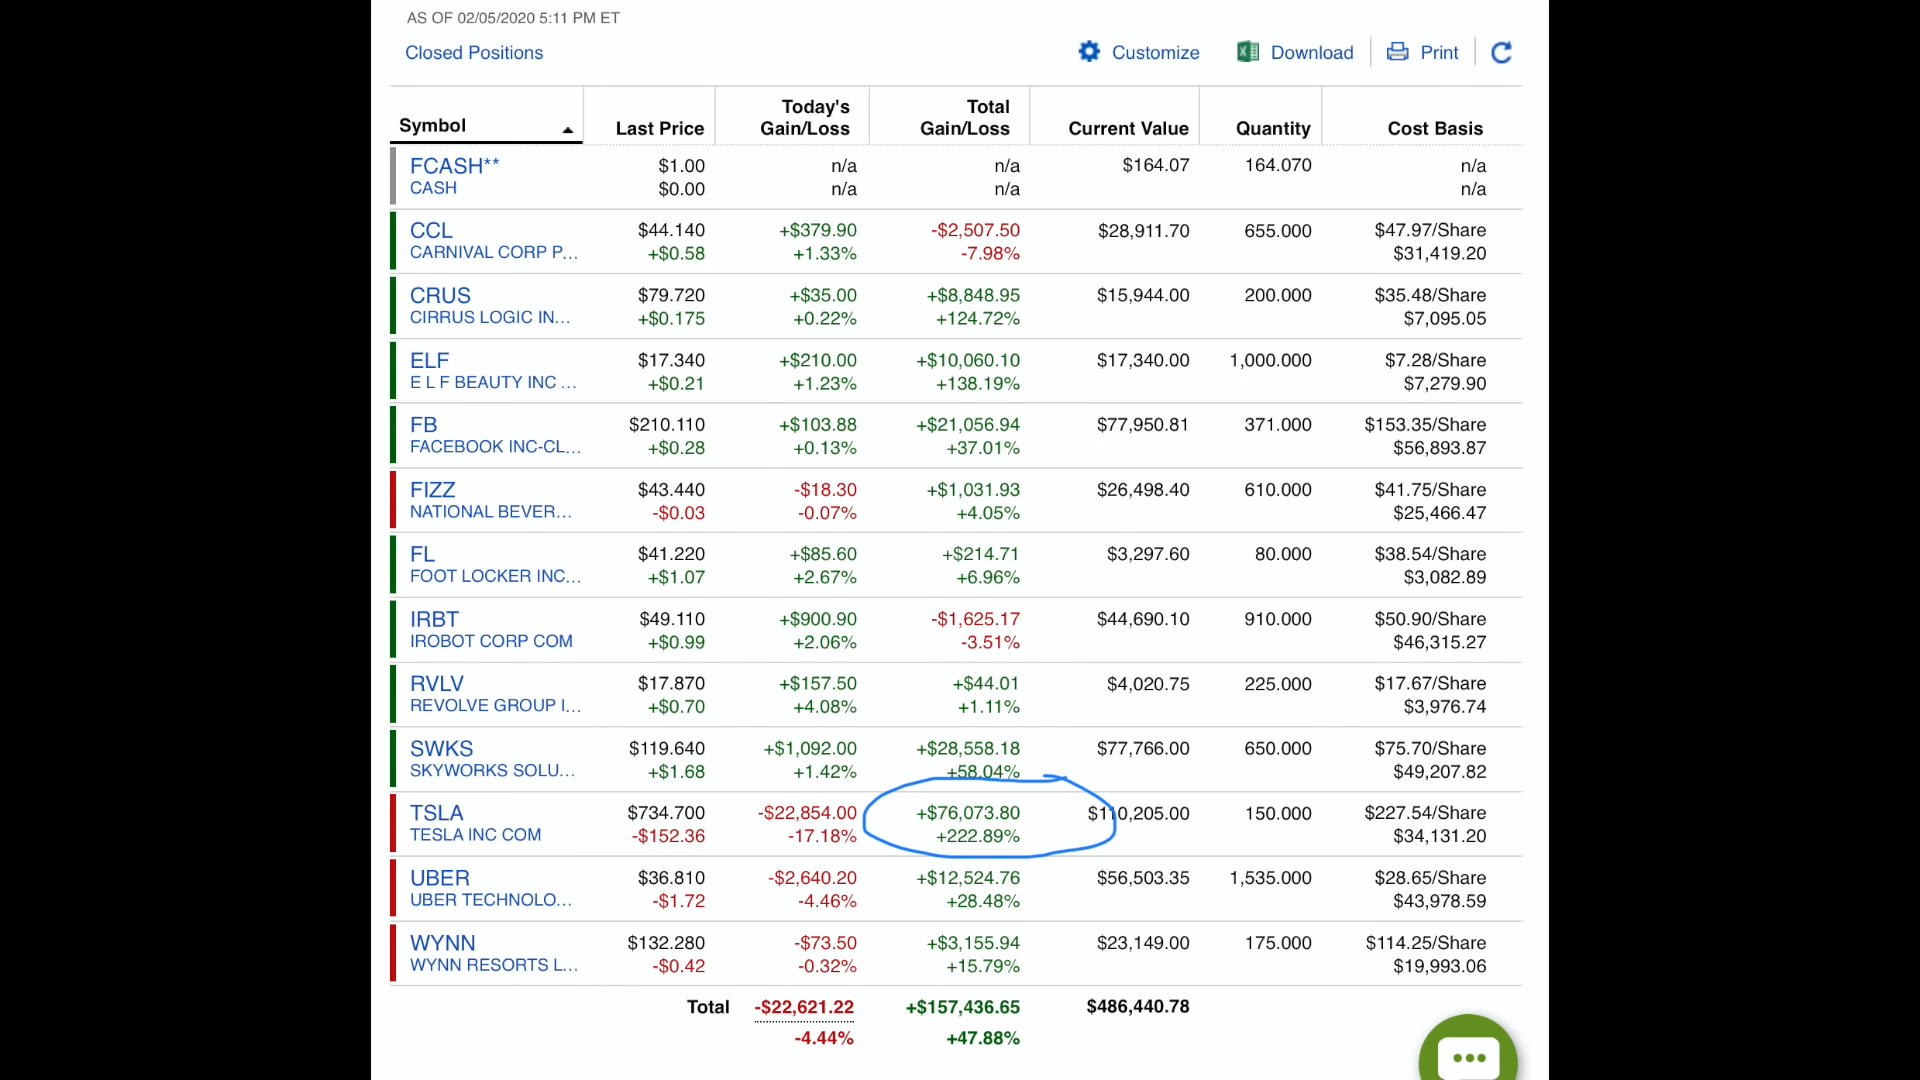 AS OF 02/05/2020 5:11 PM ET
Closed Positions Customize Download Print
Symbol Last Price Today's Gain/Loss Total Gain/Loss Current Value Quantity Cost Basis
FCASH** $1.00 n/a n/a $164.07 164.070 n/a
CASH $0.00 n/a n/a n/a
CCL $44.140 +$379.90 -$2,507.50 $28,911.70 655.000 $47.97/Share
CARNIVAL CORP P... +$0.58 +1.33% -7.98% $31,419.20
CRUS $79.720 +$35.00 +$8,848.95 $15,944.00 200.000 $35.48/Share
CIRRUS LOGIC IN... +$0.175 +0.22% +124.72% $7,095.05
ELF $17.340 +$210.00 +$10,060.10 $17,340.00 1,000.000 $7.28/Share
E L F BEAUTY INC ... +$0.21 +1.23% +138.19% $7,279.90
FB $210.110 +$103.88 +$21,056.94 $77,950.81 371.000 $153.35/Share
FACEBOOK INC-CL... +$0.28 +0.13% +37.01% $56,893.87
FIZZ $43.440 -$18.30 +$1,031.93 $26,498.40 610.000 $41.75/Share
NATIONAL BEVER... -$0.03 -0.07% +4.05% $25,466.47
FL $41.220 +$85.60 +$214.71 $3,297.60 80.000 $38.54/Share
FOOT LOCKER INC... +$1.07 +2.67% +6.96% $3,082.89
IRBT $49.110 +$900.90 -$1,625.17 $44,690.10 910.000 $50.90/Share
IROBOT CORP COM +$0.99 +2.06% -3.51% $46,315.27
RVLV $17.870 +$157.50 +$44.01 $4,020.75 225.000 $17.67/Share
REVOLVE GROUP I... +$0.70 +4.08% +1.11% $3,976.74
SWKS $119.640 +$1,092.00 +$28,558.18 $77,766.00 650.000 $75.70/Share
SKYWORKS SOLU... +$1.68 +1.42% +58.04% $49,207.82
TSLA $734.700 -$22,854.00 +$76,073.80 $110,205.00 150.000 $227.54/Share
TESLA INC COM -$152.36 -17.18% +222.89% $34,131.20
UBER $36.810 -$2,640.20 +$12,524.76 $56,503.35 1,535.000 $28.65/Share
UBER TECHNOLO... -$1.72 -4.46% +28.48% $43,978.59
WYNN $132.280 -$73.50 +$3,155.94 $23,149.00 175.000 $114.25/Share
WYNN RESORTS L... -$0.42 -0.32% +15.79% $19,993.06
Total -$22,621.22 +$157,436.65 $486,440.78
-4.44% +47.88%